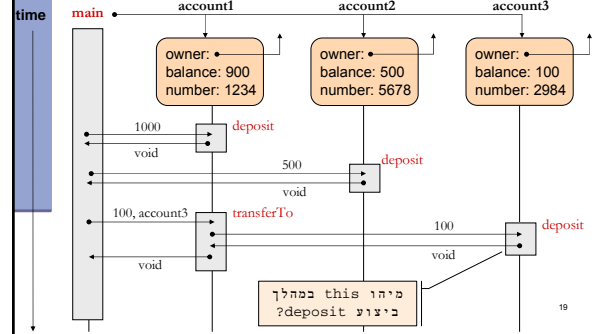 time
main
account1
account2
account3
owner:
balance: 900
number: 1234
owner:
balance: 500
number: 5678
owner:
balance: 100
number: 2984
1000
deposit
void
500
deposit
void
100, account3
transferTo
100
deposit
void
void
מיהו this במהלך
ביצוע deposit?
19